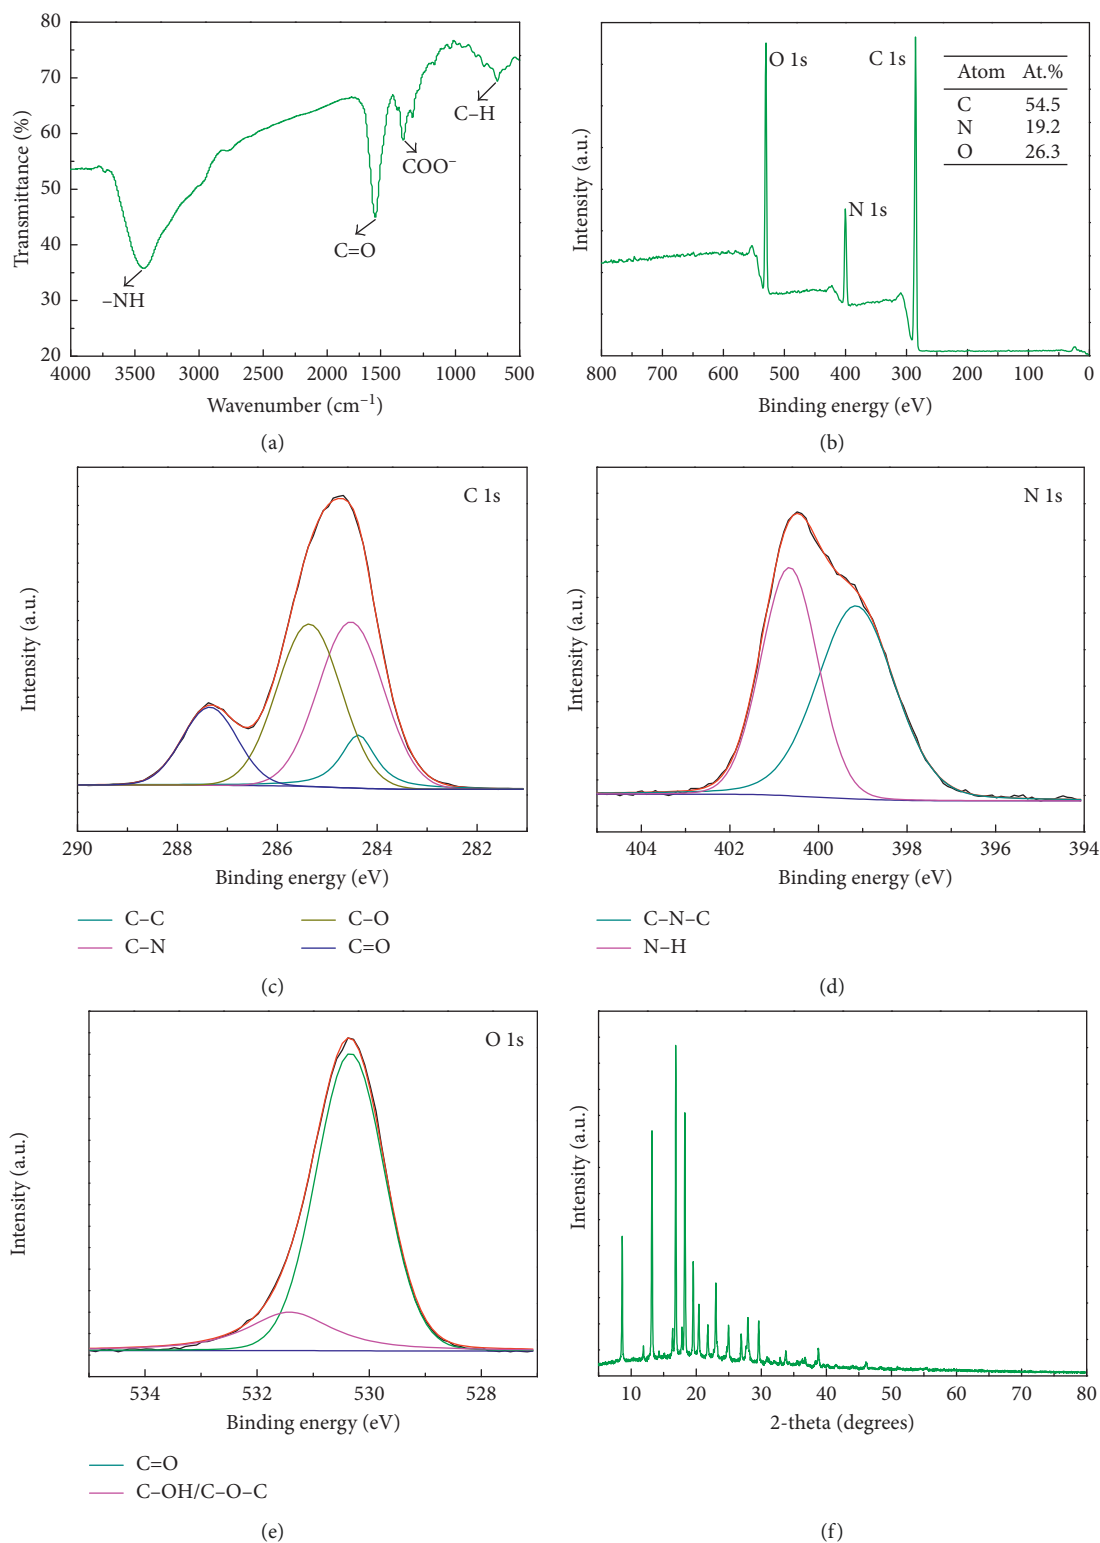 80
70
60
50
40
30
20
Transmittance (%)
C–H
COO⁻
C=O
–NH
4000 3500 3000 2500 2000 1500 1000 500
Wavenumber (cm⁻¹)
(a)
Intensity (a.u.)
O 1s
C 1s
N 1s
Atom At.%
C 54.5
N 19.2
O 26.3
800 700 600 500 400 300 200 100 0
Binding energy (eV)
(b)
C 1s
Intensity (a.u.)
290 288 286 284 282
Binding energy (eV)
C–C C–O
C–N C=O
(c)
N 1s
Intensity (a.u.)
404 402 400 398 396 394
Binding energy (eV)
C–N–C
N–H
(d)
O 1s
Intensity (a.u.)
534 532 530 528
Binding energy (eV)
C=O
C–OH/C–O–C
(e)
Intensity (a.u.)
10 20 30 40 50 60 70 80
2-theta (degrees)
(f)